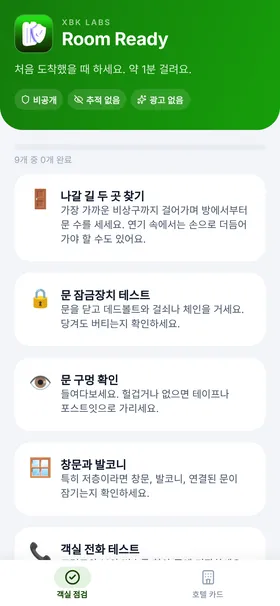 XBK LABS
Room Ready
처음 도착했을 때 하세요. 약 1분 걸려요.
비공개
추적 없음
광고 없음
9개 중 0개 완료
나갈 길 두 곳 찾기
가장 가까운 비상구까지 걸어가며 방에서부터
문 수를 세세요. 연기 속에서는 손으로 더듬어
가야 할 수도 있어요.
문 잠금장치 테스트
문을 닫고 데드볼트와 걸쇠나 체인을 거세요.
당겨도 버티는지 확인하세요.
문 구멍 확인
들여다보세요. 헐겁거나 없으면 테이프나
포스트잇으로 가리세요.
창문과 발코니
특히 저층이라면 창문, 발코니, 연결된 문이
잠기는지 확인하세요.
객실 전화 테스트
객실 점검
호텔 카드